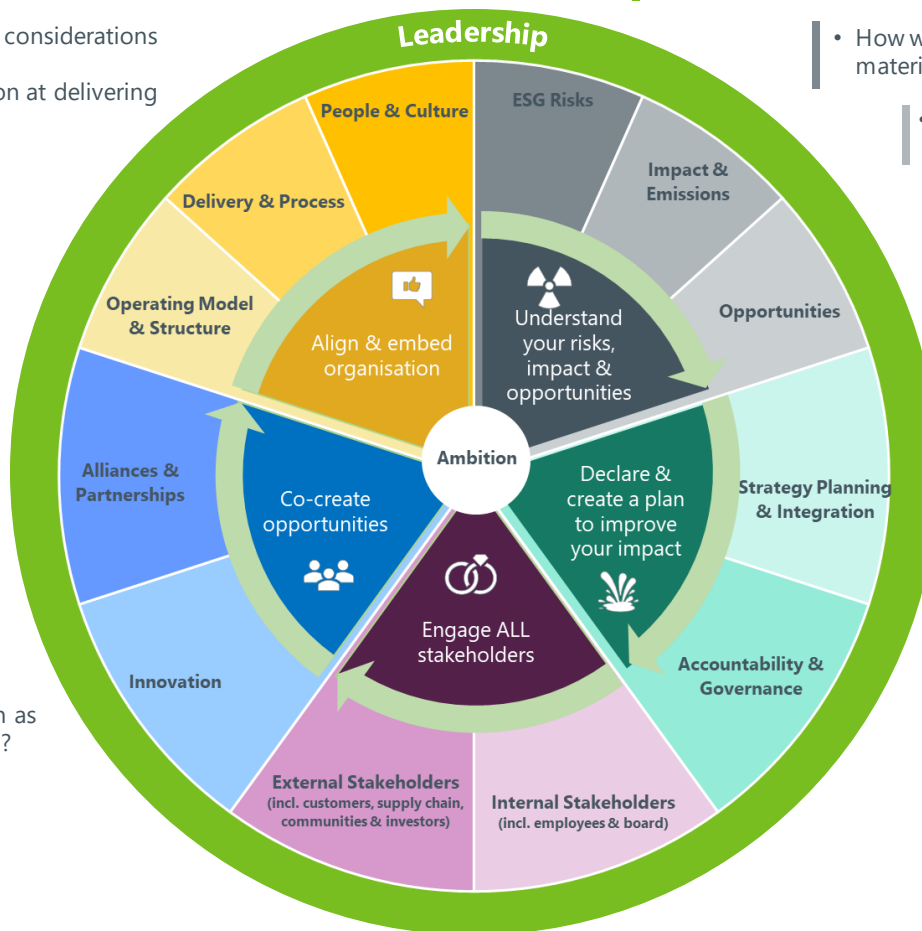 considerations
on at delivering
Leadership
• How w
materi
•
People & Culture
ESG Risks
Delivery & Process
Impact &
Emissions
Operating Model
& Structure
Opportunities
Align & embed
organisation
Understand
your risks,
impact &
opportunities
Ambition
Alliances &
Partnerships
Co-create
opportunities
Declare &
create a plan
to improve
your impact
Strategy Planning
& Integration
Engage ALL
stakeholders
Innovation
Accountability &
Governance
n as
?
External Stakeholders
(incl. customers, supply chain,
communities & investors)
Internal Stakeholders
(incl. employees & board)